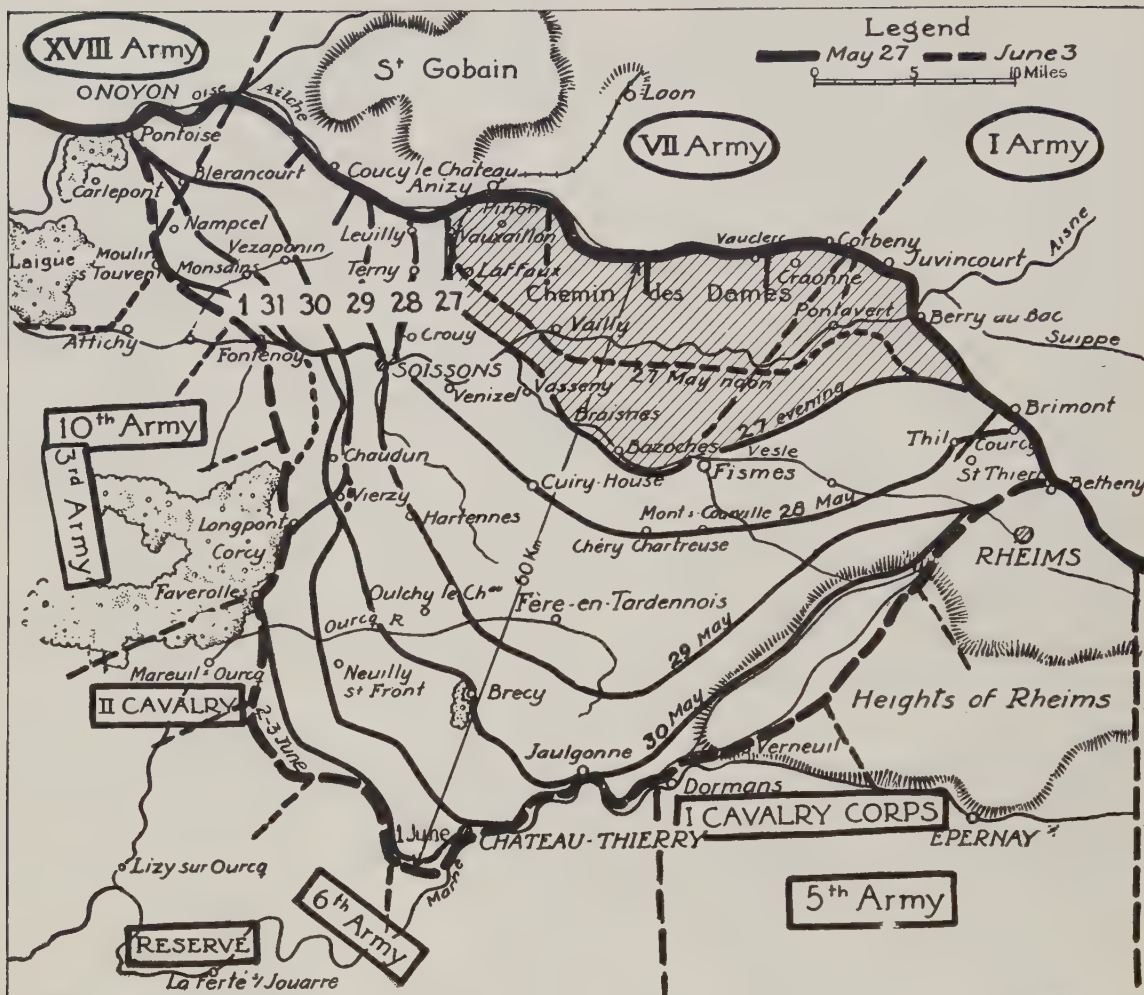 XVIII Army
NOYON
Oise
Ailette
St Gobain
Laon
Legend
May 27
June 3
0 5 10 Miles
VII Army
I Army
Pontoise
Carlepont
Blerancourt
Coucy le Chateau
Anizy
Pinon
Nampcel
Vezaponin
Leuilly
Vauxaillon
Vauclerc
Corbeny
Juvincourt
Aisne
Laigue
Moulin s Touvent
Monsains
Terny
Laffaux
Craonne
Chemin des Dames
Pontavert
Berry au Bac
Suippe
1 31 30 29 28 27
Crouy
Vailly
Attichy
Fontenoy
SOISSONS
Venizel
Vasseny
27 May noon
Braisnes
27 evening
Brimont
10th Army
3rd Army
Bazoches
Vesle
Fismes
Thil
Courcy
St Thier
Betheny
Chaudun
Vierzy
Cuiry-House
Mont s Courville
28 May
Chéry Chartreuse
Longpont
Hartennes
RHEIMS
Corcy
60 Km
Faverolles
Oulchy le Chau
Fère-en-Tardennois
Ourcq R
29 May
Mareuil s Ourcq
Neuilly
st Front
Brecy
Heights of Rheims
II CAVALRY
2-3 June
30 May
Jaulgonne
Verneuil
Dormans
I CAVALRY CORPS
1 June
CHATEAU-THIERRY
EPERNAY
Lizy sur Ourcq
Marne
6th Army
5th Army
RESERVE
La Ferté s/ Jouarre